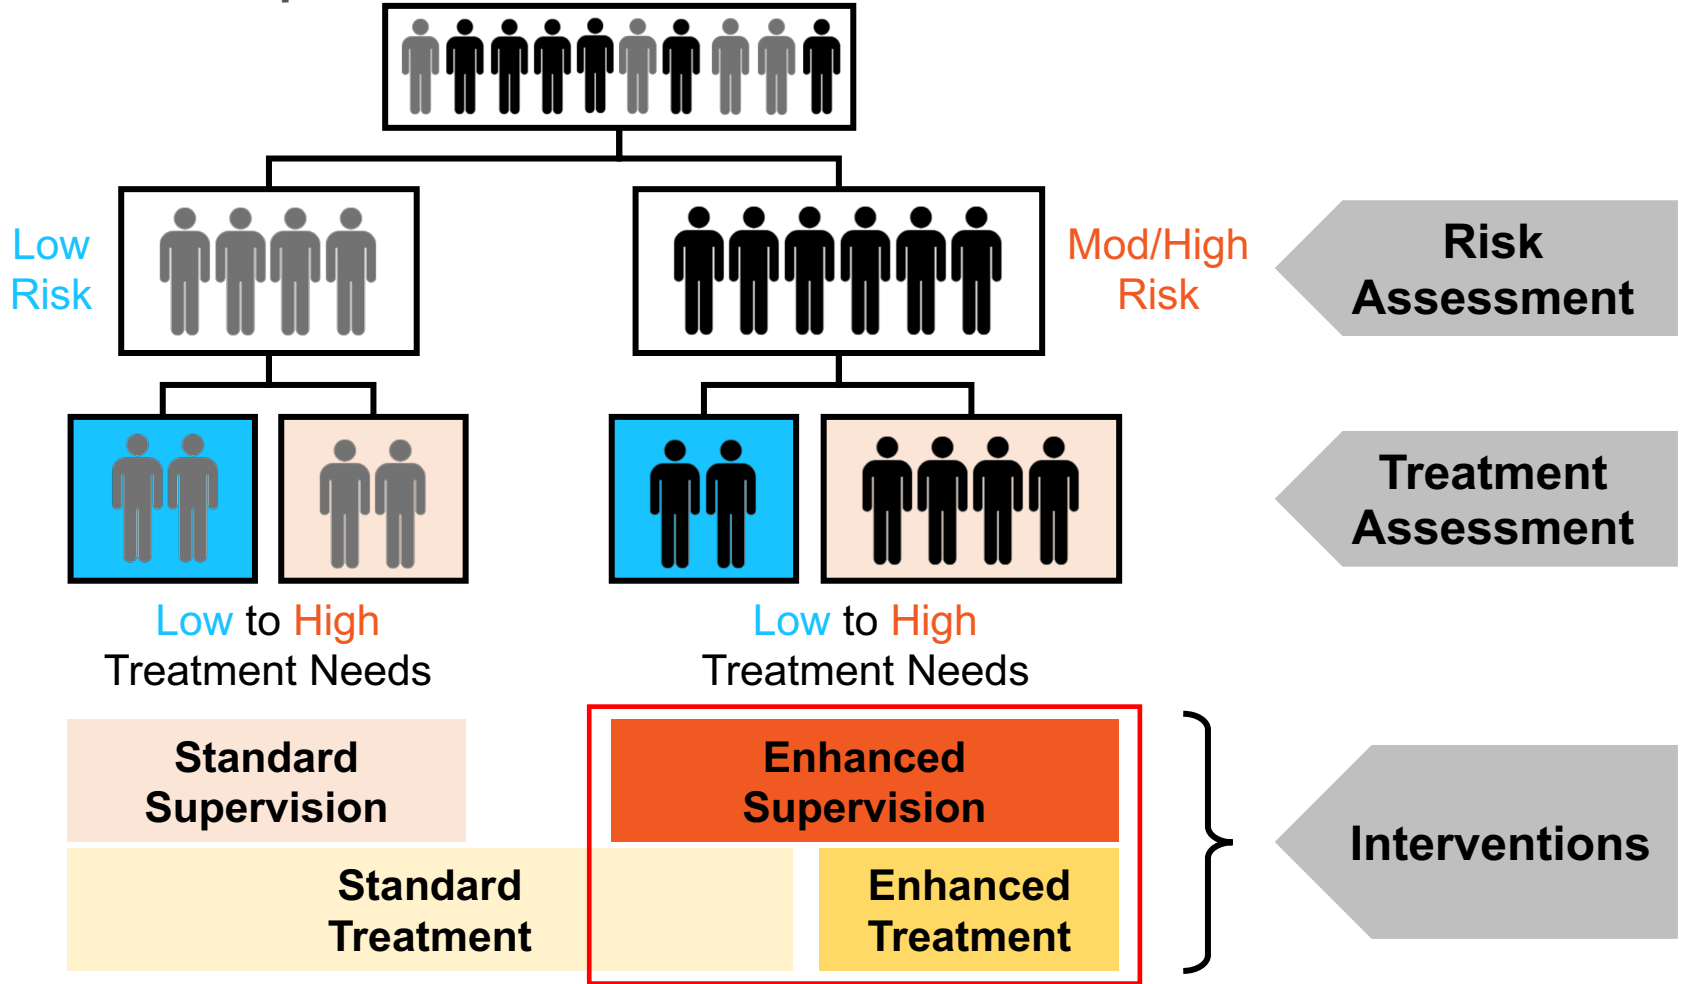 Low
Risk
Mod/High
Risk
Risk
Assessment
Treatment
Assessment
Low to High
Treatment Needs
Low to High
Treatment Needs
Standard
Supervision
Enhanced
Supervision
Interventions
Standard
Treatment
Enhanced
Treatment